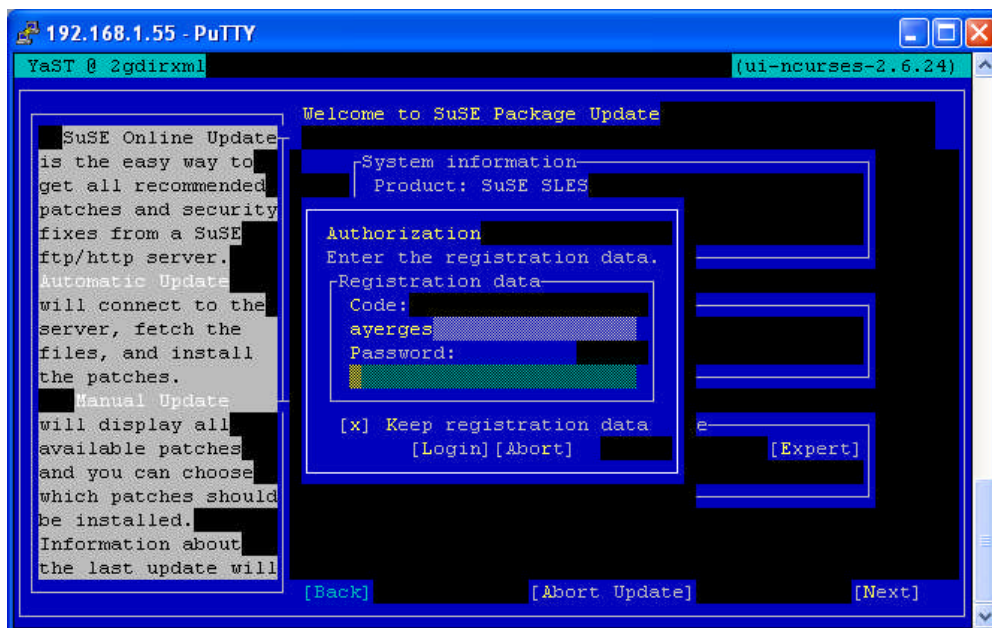 192.168.1.55 - PuTTY
YaST @ 2gdirxml (ui-ncurses-2.6.24)
SuSE Online Update
is the easy way to
get all recommended
patches and security
fixes from a SuSE
ftp/http server.
Automatic Update
will connect to the
server, fetch the
files, and install
the patches.
Manual Update
will display all
available patches
and you can choose
which patches should
be installed.
Information about
the last update will
Welcome to SuSE Package Update
System information
Product: SuSE SLES
Authorization
Enter the registration data.
Registration data
Code:
ayerges
Password:
[x] Keep registration data
[Login][Abort]
e
[Expert]
[Back] [Abort Update] [Next]